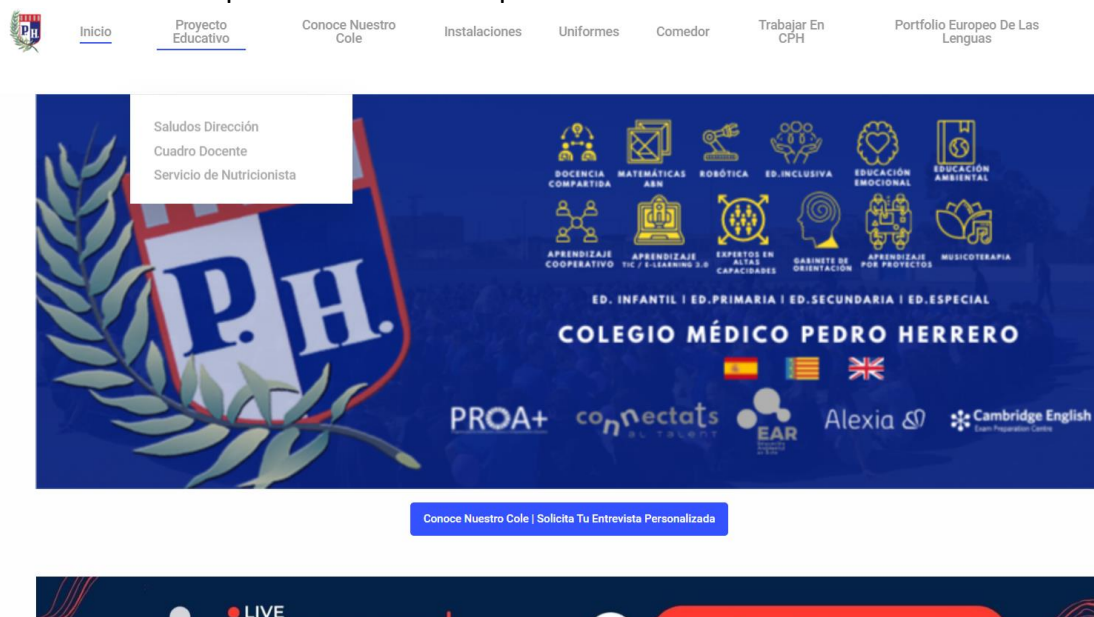 P.H.
Inicio
Proyecto
Educativo
Conoce Nuestro
Cole
Instalaciones
Uniformes
Comedor
Trabajar En
CPH
Portfolio Europeo De Las
Lenguas
Saludos Dirección
Cuadro Docente
Servicio de Nutricionista
P. H.
DOCENCIA
COMPARTIDA
MATEMÁTICAS
ABN
ROBÓTICA
ED.INCLUSIVA
EDUCACIÓN
EMOCIONAL
EDUCACIÓN
AMBIENTAL
APRENDIZAJE
COOPERATIVO
APRENDIZAJE
TIC / E-LEARNING 2.0
EXPERTOS EN
ALTAS
CAPACIDADES
GABINETE DE
ORIENTACIÓN
APRENDIZAJE
POR PROYECTOS
MUSICOTERAPIA
ED. INFANTIL | ED.PRIMARIA | ED.SECUNDARIA | ED.ESPECIAL
COLEGIO MÉDICO PEDRO HERRERO
PROA+
connectats
AL TALENT
EAR
Alexia
Cambridge English
Exam Preparation Centre
Conoce Nuestro Cole | Solicita Tu Entrevista Personalizada
LIVE